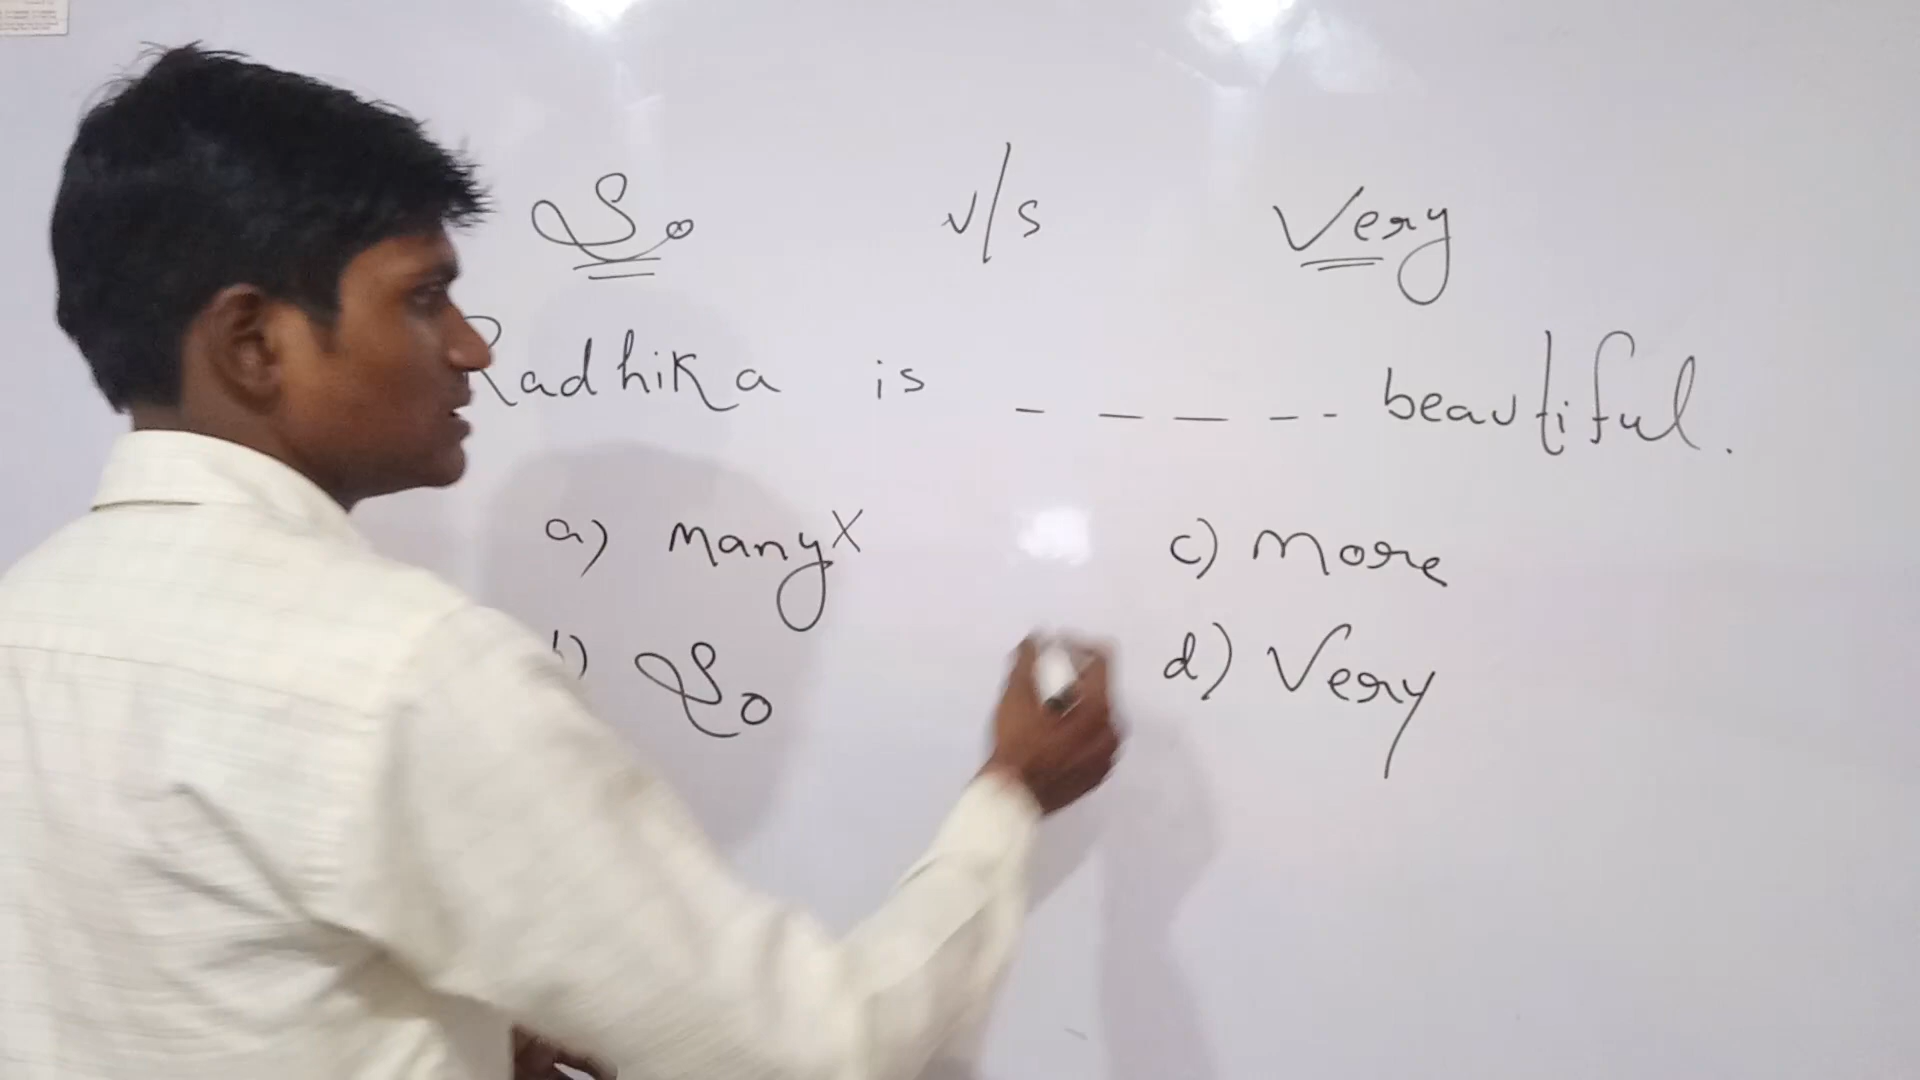 So v/s Very
Radhika is _ _ _ _ _ beautiful.
a) many X c) more
b) So d) Very